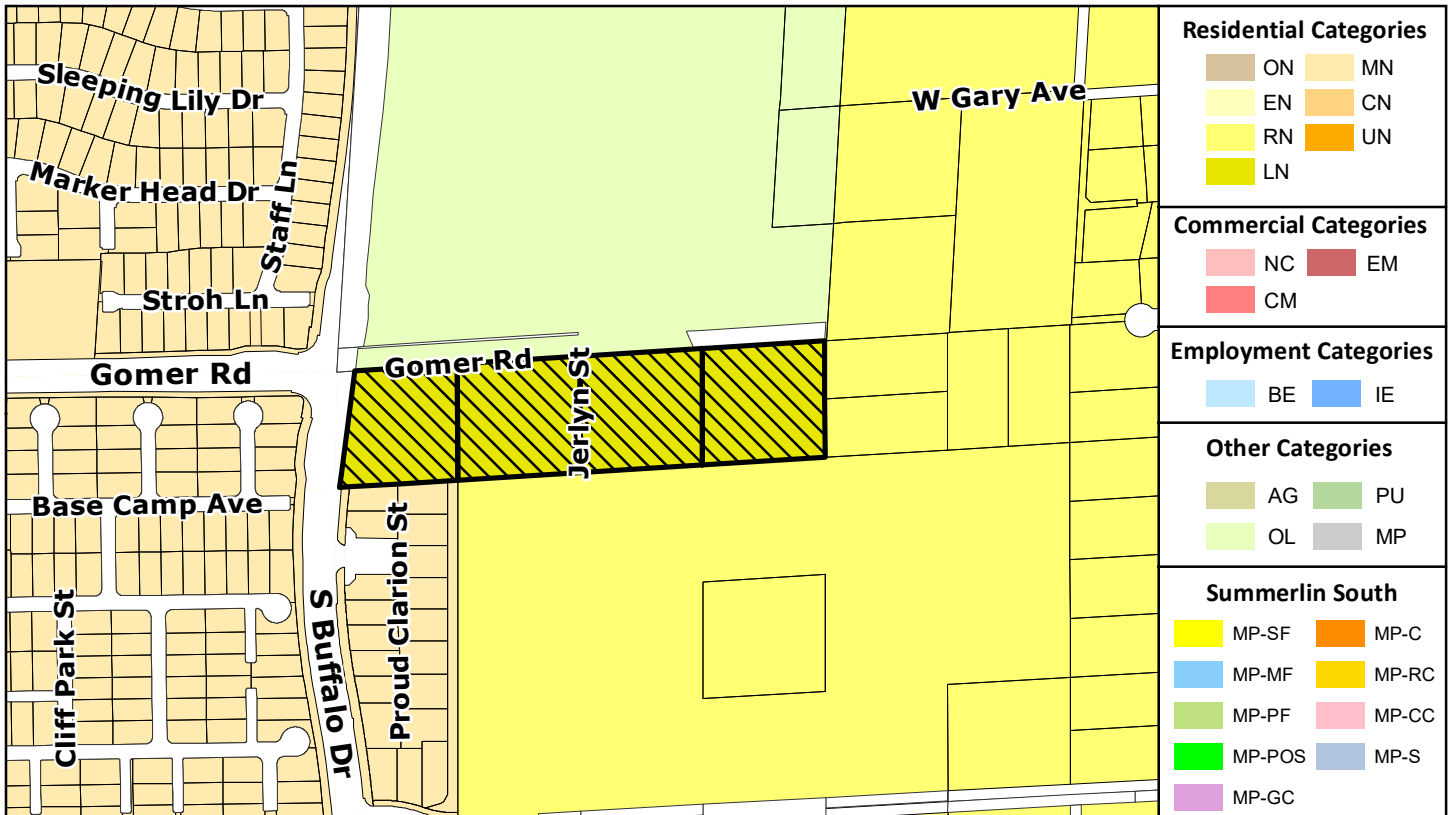 Sleeping Lily Dr
Marker Head Dr
Staff Ln
Stroh Ln
Gomer Rd
W Gary Ave
Gomer Rd
Jerlyn St
Base Camp Ave
Cliff Park St
S Buffalo Dr
Proud Clarion St
Residential Categories
ON MN
EN CN
RN UN
LN
Commercial Categories
NC EM
CM
Employment Categories
BE IE
Other Categories
AG PU
OL MP
Summerlin South
MP-SF MP-C
MP-MF MP-RC
MP-PF MP-CC
MP-POS MP-S
MP-GC